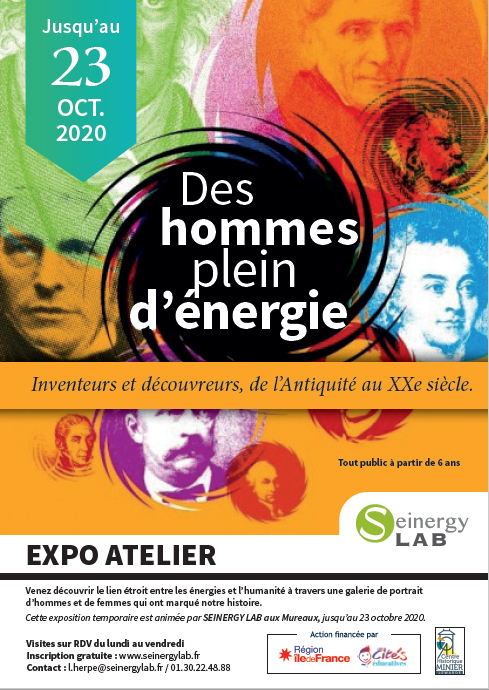 Jusqu'au
23
OCT.
2020
Des
hommes
plein
d'énergie
Inventeurs et découvreurs, de l'Antiquité au XXe siècle.
Tout public à partir de 6 ans
Seinergy
LAB
EXPO ATELIER
Venez découvrir le lien étroit entre les énergies et l'humanité à travers une galerie de portrait
d'hommes et de femmes qui ont marqué notre histoire.
Cette exposition temporaire est animée par SEINERGY LAB aux Mureaux, jusqu'au 23 octobre 2020.
Visites sur RDV du lundi au vendredi
Inscription gratuite : www.seinergylab.fr
Contact : l.herpe@seinergylab.fr / 01.30.22.48.88
Action financée par
Région
îledeFrance
Cités
éducatives
Centre
Historique
MINIER